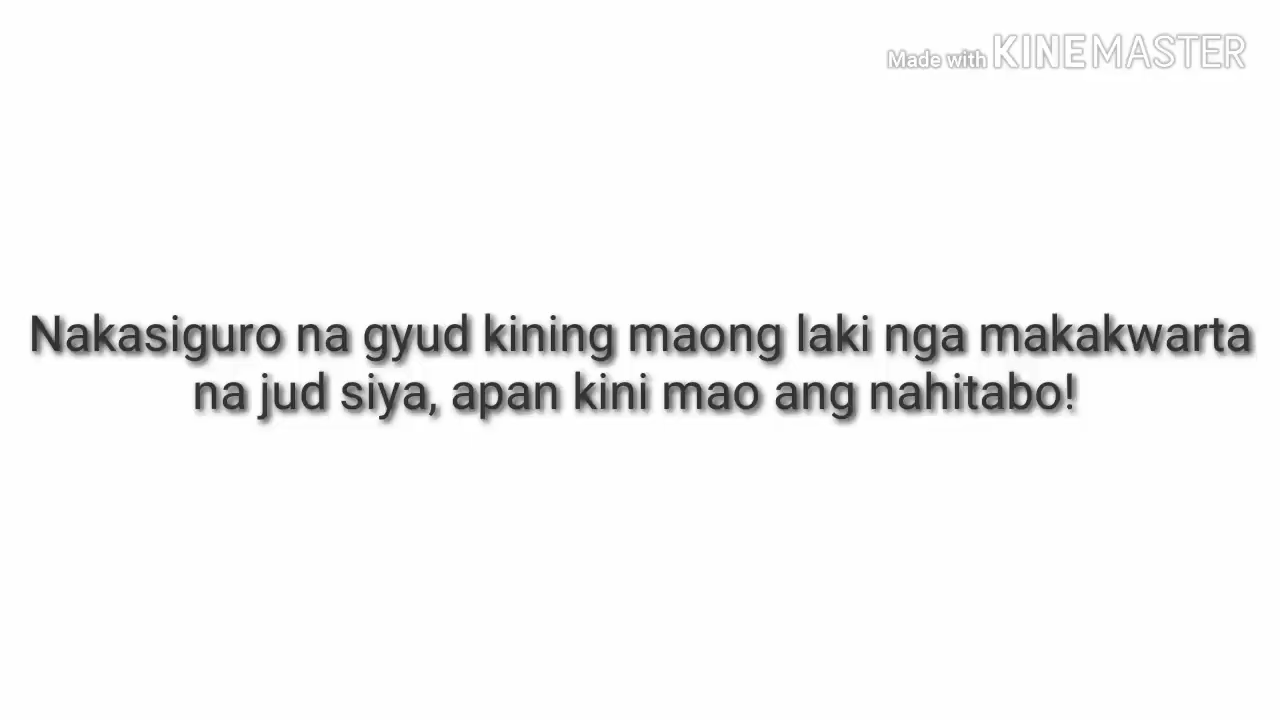 Made with KINEMASTER
Nakasiguro na gyud kining maong laki nga makakwarta
na jud siya, apan kini mao ang nahitabo!